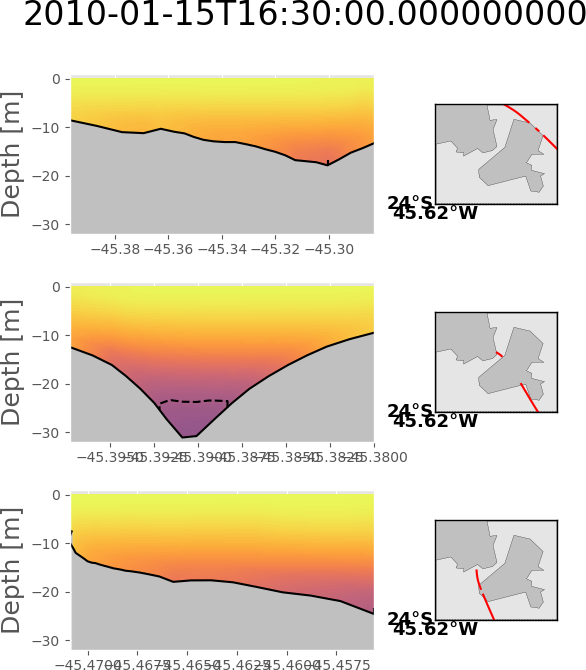 2010-01-15T16:30:00.000000000
0
−10
−20
−30
Depth [m]
−45.38 −45.36 −45.34 −45.32 −45.30
24°S
45.62°W
0
−10
−20
−30
Depth [m]
−45.3950 −45.3925 −45.3900 −45.3875 −45.3850 −45.3825 −45.3800
24°S
45.62°W
0
−10
−20
−30
Depth [m]
−45.4700 −45.4675 −45.4650 −45.4625 −45.4600 −45.4575
24°S
45.62°W